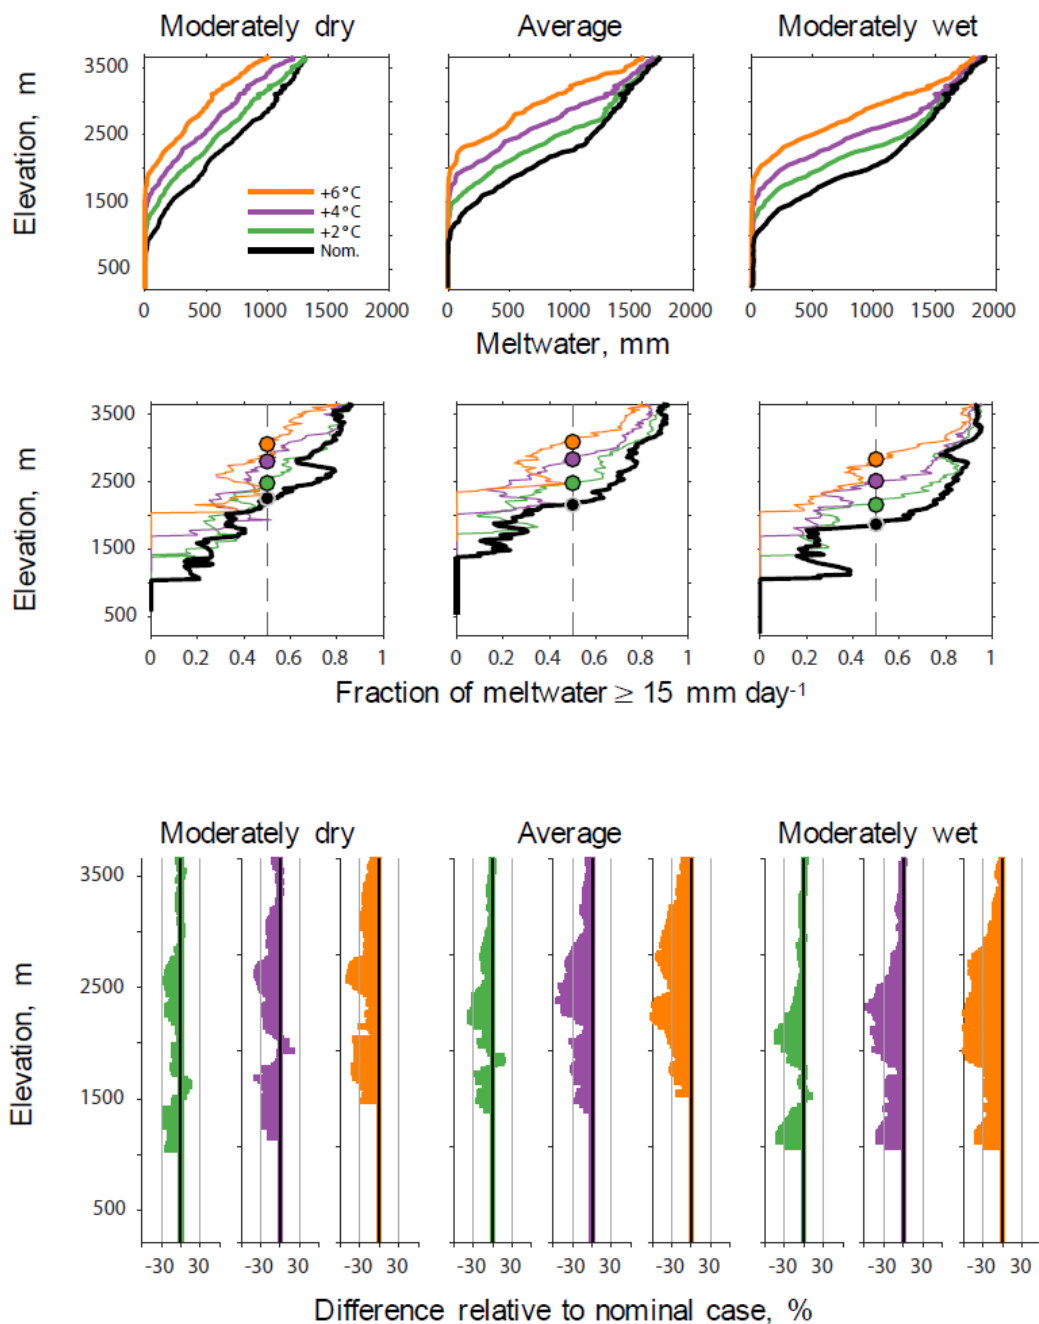 Moderately dry Average Moderately wet
Elevation, m
3500
2500
1500
500
+6°C
+4°C
+2°C
Nom.
0 500 1000 2000 0 500 1000 1500 2000 0 500 1000 1500 2000
Meltwater, mm
Elevation, m
3500
2500
1500
500
0 0.2 0.4 0.6 0.8 1 0 0.2 0.4 0.6 0.8 1 0 0.2 0.4 0.6 0.8 1
Fraction of meltwater ≥ 15 mm day⁻¹
Moderately dry Average Moderately wet
Elevation, m
3500
2500
1500
500
-30 30 -30 30 -30 30 -30 30 -30 30 -30 30 -30 30 -30 30 -30 30
Difference relative to nominal case, %